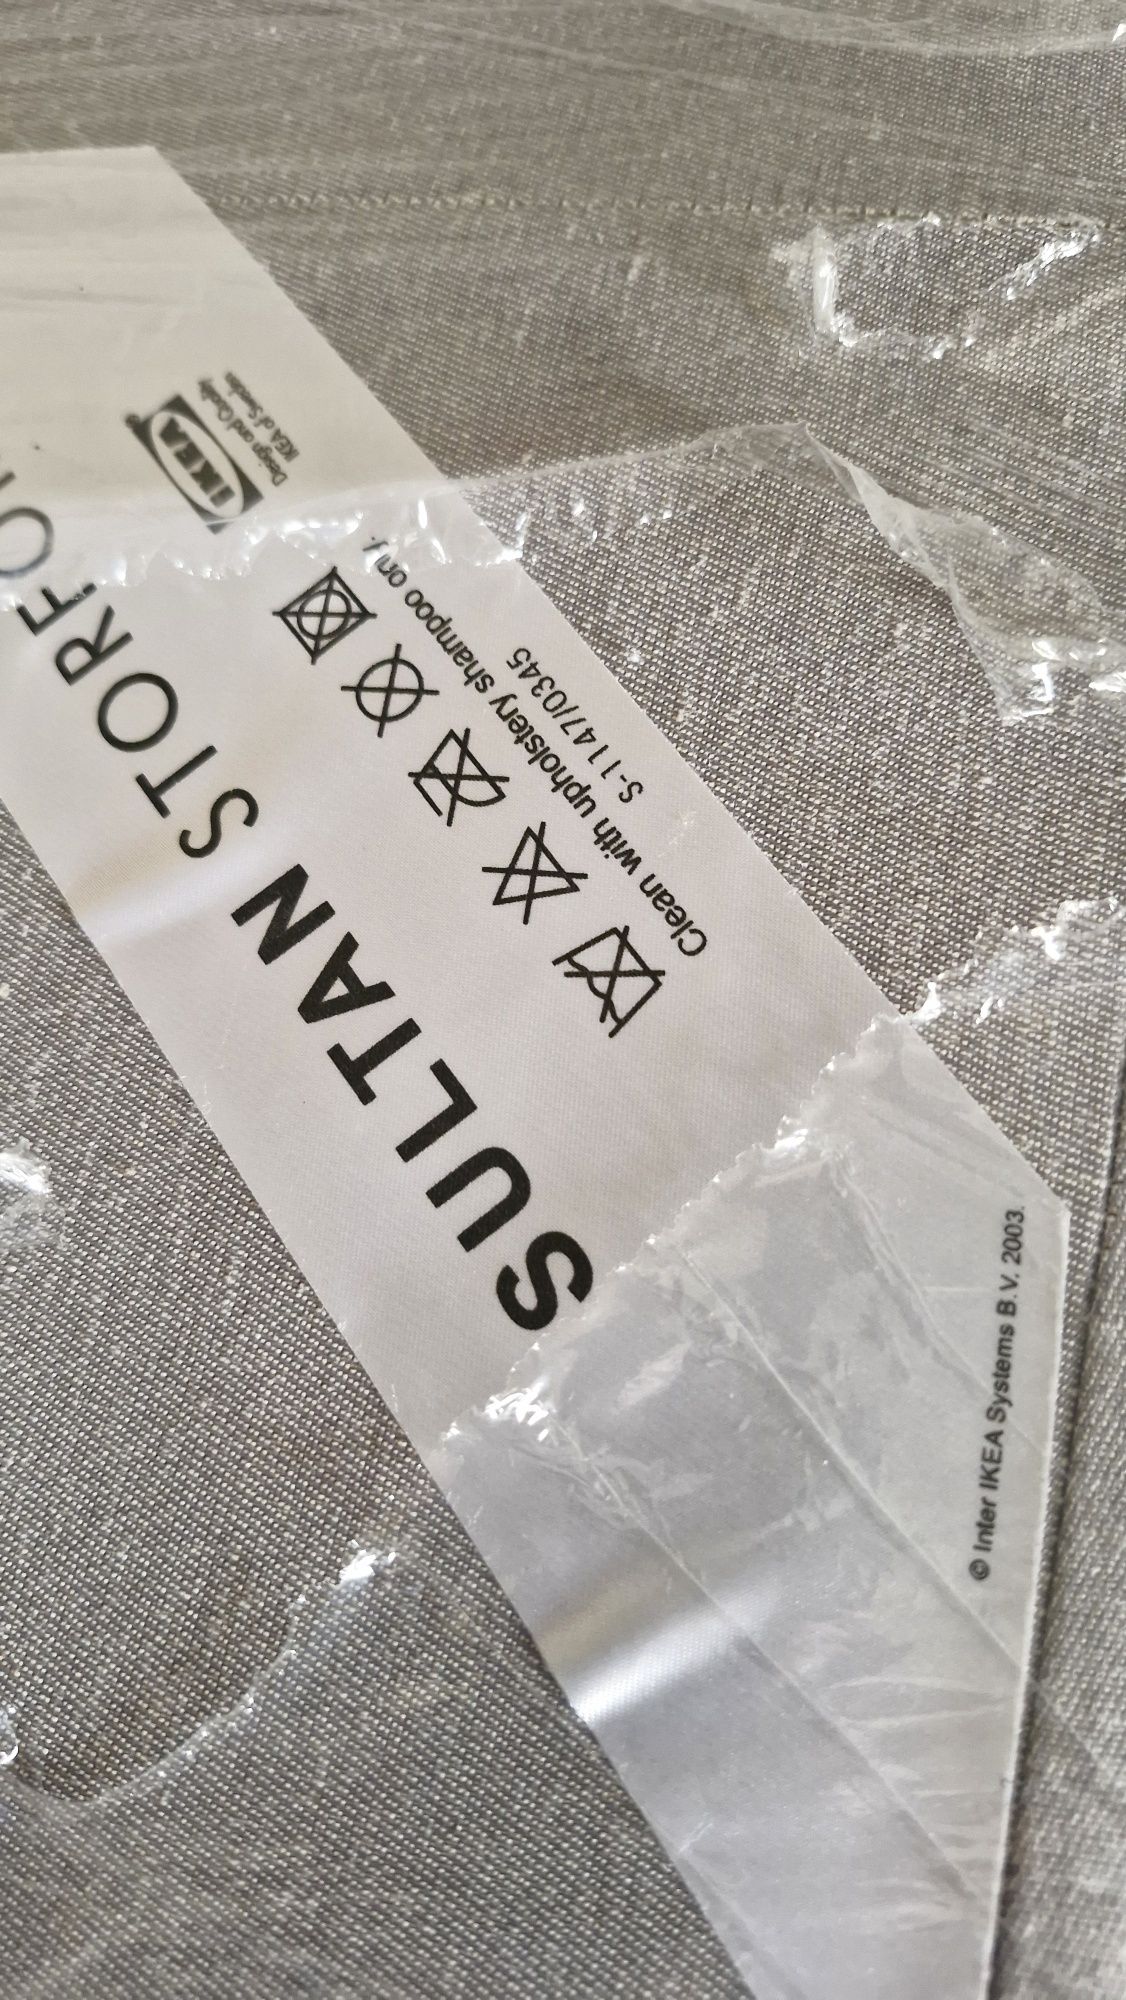 SULTAN STORFO
Clean with upholstery shampoo only.
S-1147/0345
IKEA®
Design and Quality
IKEA of Sweden
© Inter IKEA Systems B.V. 2003.